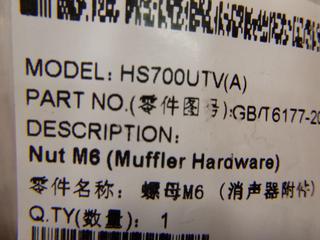 MODEL: HS700UTV(A)
PART NO.(零件图号):GB/T6177-20
DESCRIPTION:
Nut M6 (Muffler Hardware)
零件名称: 螺母M6 (消声器附件)
Q.TY(数量): 1